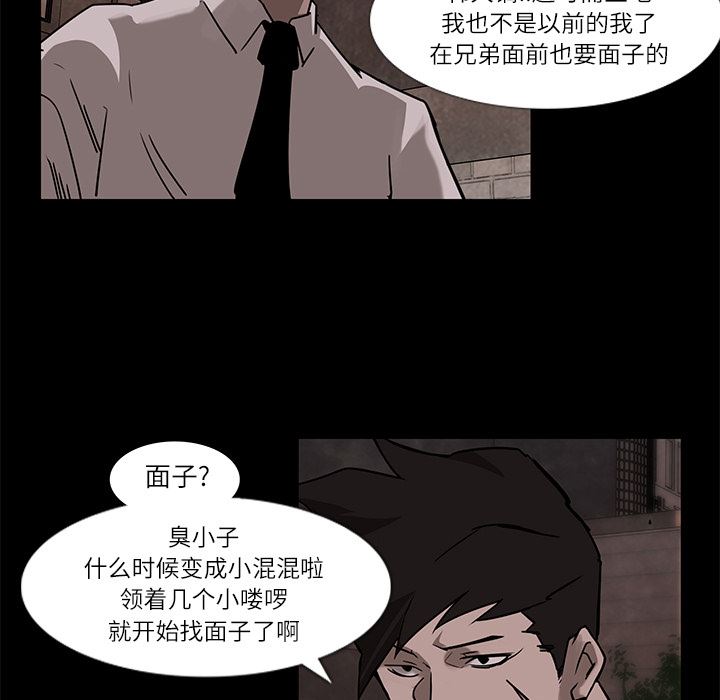 我也不是以前的我了
在兄弟面前也要面子的
面子?
臭小子
什么时候变成小混混啦
领着几个小喽啰
就开始找面子了啊